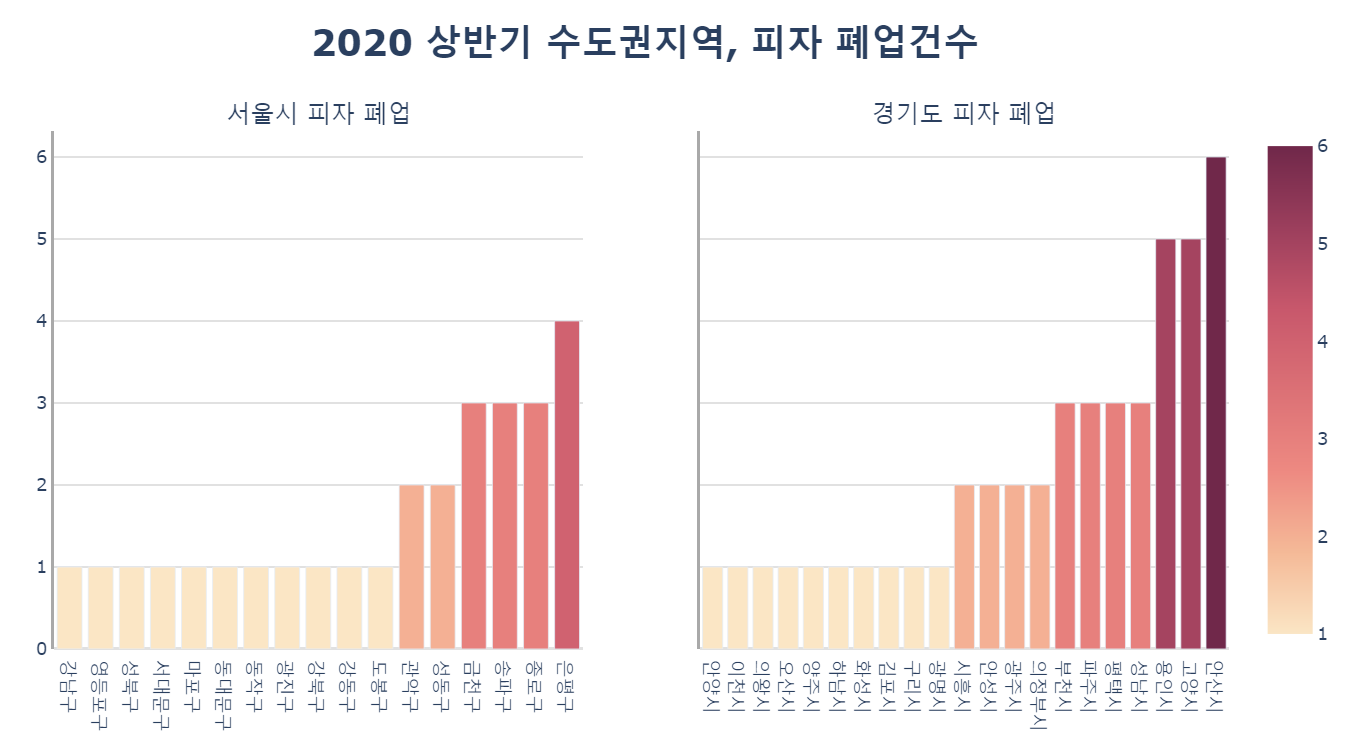 2020 상반기 수도권지역, 피자 폐업건수
서울시 피자 폐업
경기도 피자 폐업
6
5
4
3
2
1
0
강남구
영등포구
성북구
서대문구
마포구
동대문구
동작구
광진구
강북구
강동구
도봉구
관악구
성동구
금천구
송파구
종로구
은평구
안양시
이천시
의왕시
오산시
양주시
하남시
화성시
김포시
구리시
광명시
시흥시
안성시
광주시
의정부시
부천시
파주시
평택시
성남시
용인시
고양시
안산시
6
5
4
3
2
1